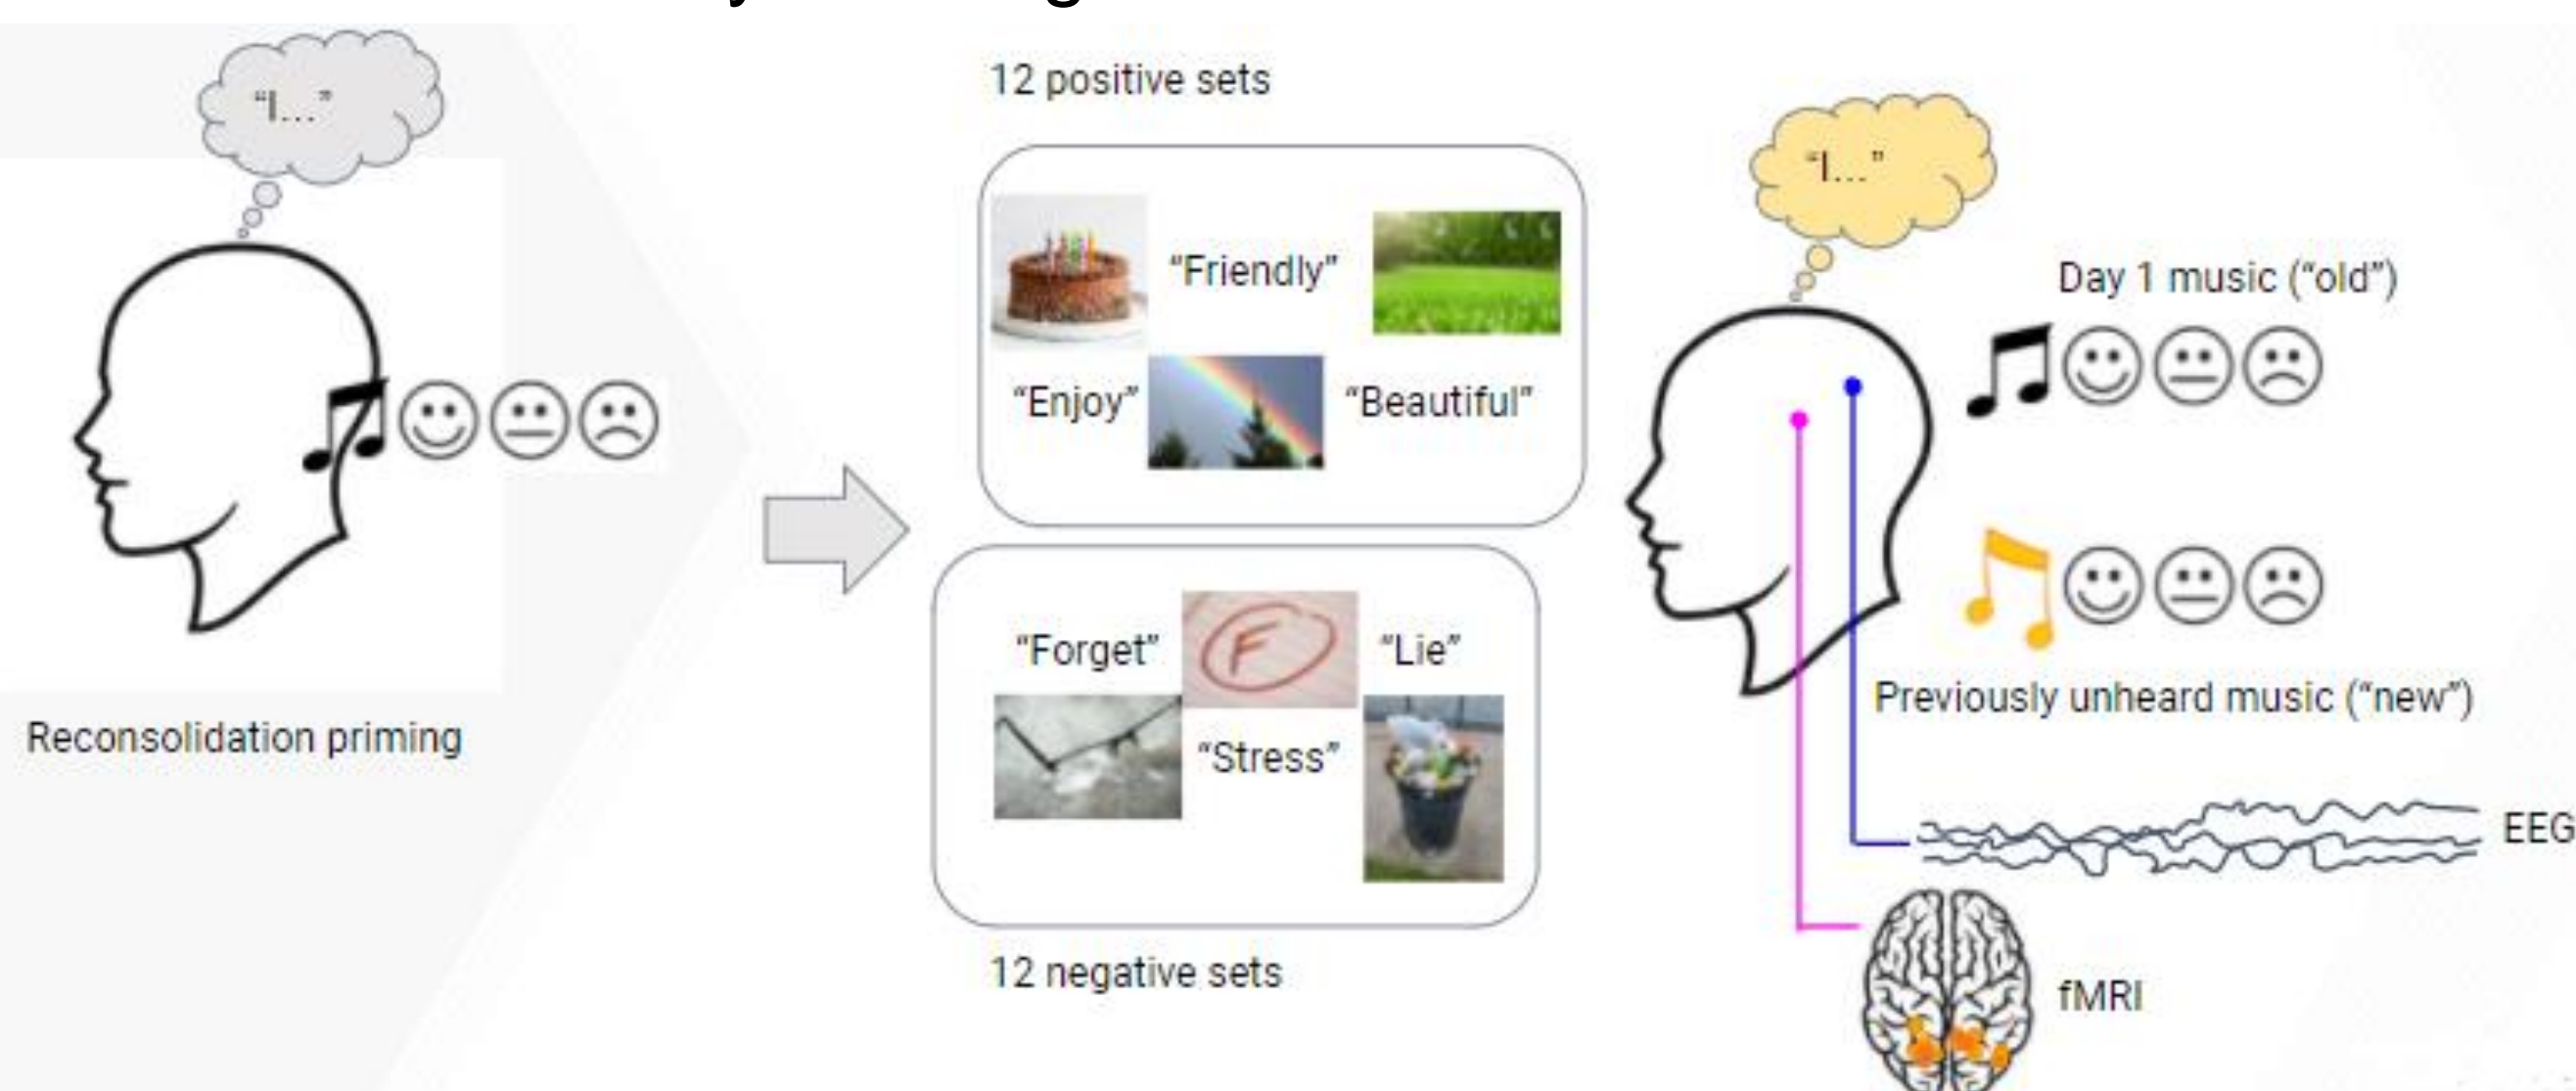 “I...”
12 positive sets
“I...”
“Friendly”
Day 1 music (“old”)
“Enjoy”
“Beautiful”
“Forget”
F
“Lie”
Previously unheard music (“new”)
Reconsolidation priming
“Stress”
EEG
12 negative sets
fMRI